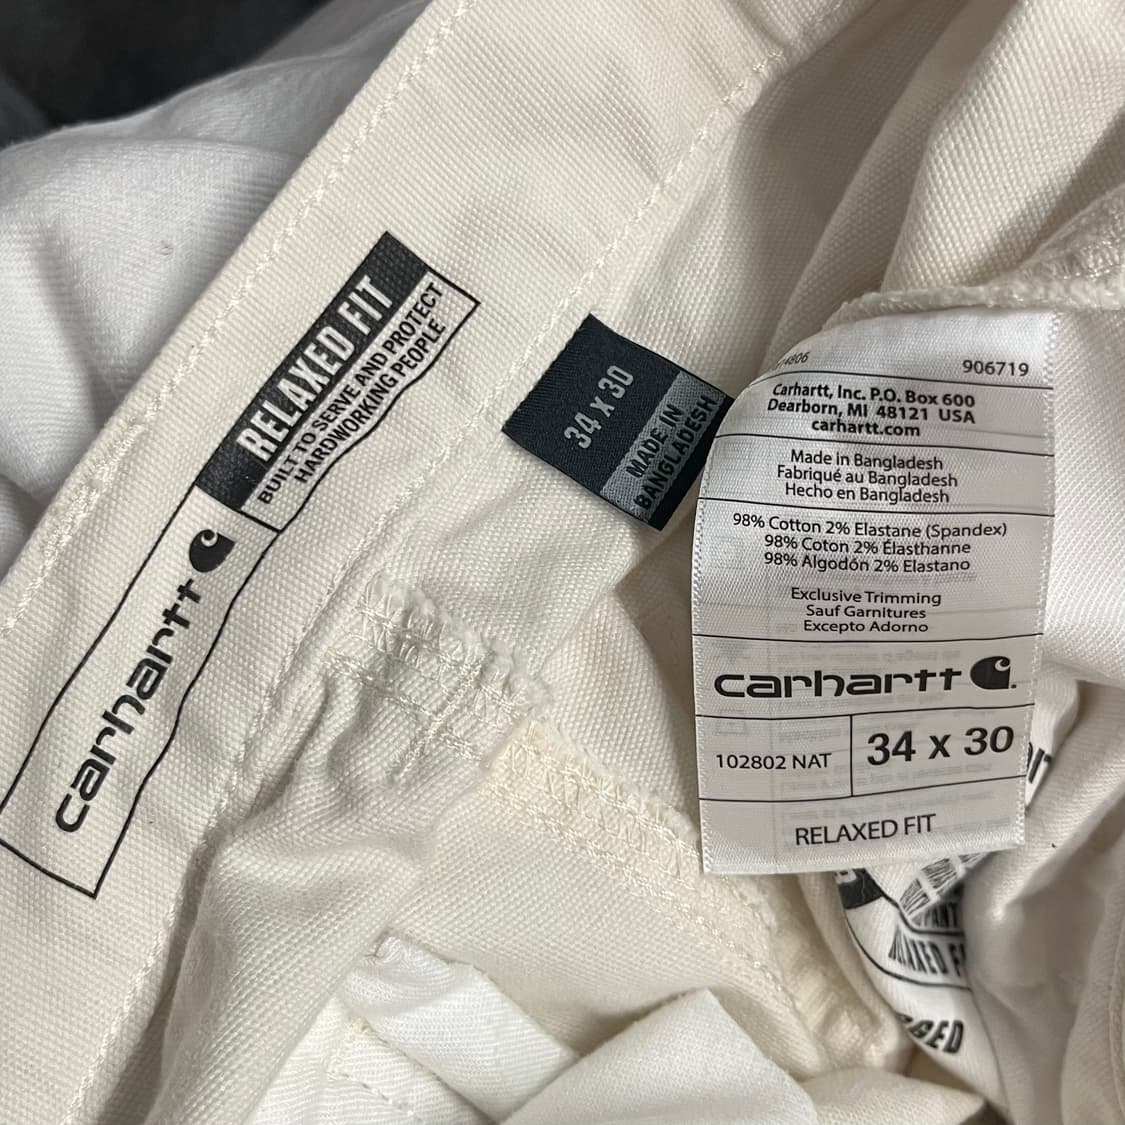 RELAXED FIT
BUILT TO SERVE AND PROTECT
HARDWORKING PEOPLE
carhartt
34 x 30
MADE IN
BANGLADESH
906719
Carhartt, Inc. P.O. Box 600
Dearborn, MI 48121 USA
carhartt.com
Made in Bangladesh
Fabriqué au Bangladesh
Hecho en Bangladesh
98% Cotton 2% Elastane (Spandex)
98% Coton 2% Élasthanne
98% Algodón 2% Elastano
Exclusive Trimming
Sauf Garnitures
Excepto Adorno
carhartt
102802 NAT
34 x 30
RELAXED FIT